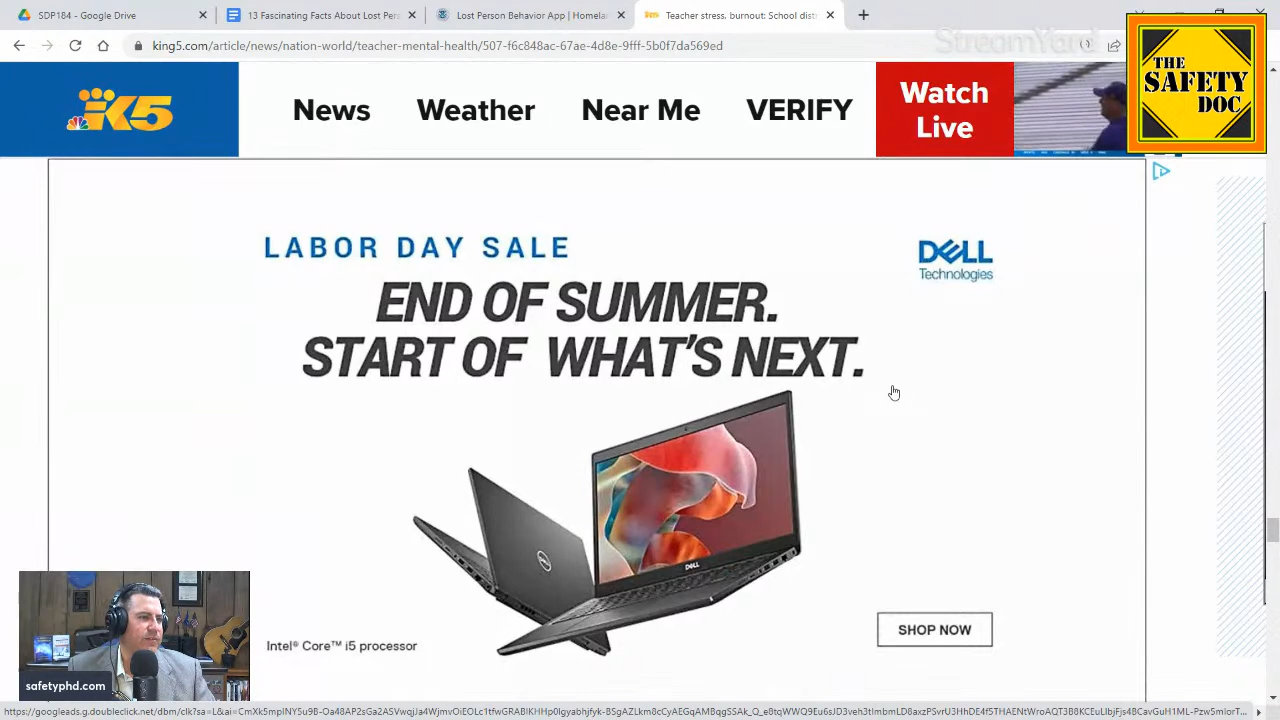 SDP184 - Google Drive
13 Fascinating Facts About Lost
Lost Person Behavior
Homela
Teacher stress, burnout: School dist
king5.com/article/news/nation-world/teacher-mental-health/507-f6c848ac-67ae-4d8e-9fff-5b0f7da569ed
StreamYard
THE
SAFETY
DOC
K5
News
Weather
Near Me
VERIFY
Watch
Live
LABOR DAY SALE
DELL
Technologies
END OF SUMMER.
START OF WHAT'S NEXT.
DELL
DELL
Intel® Core™ i5 processor
SHOP NOW
safetyphd.com